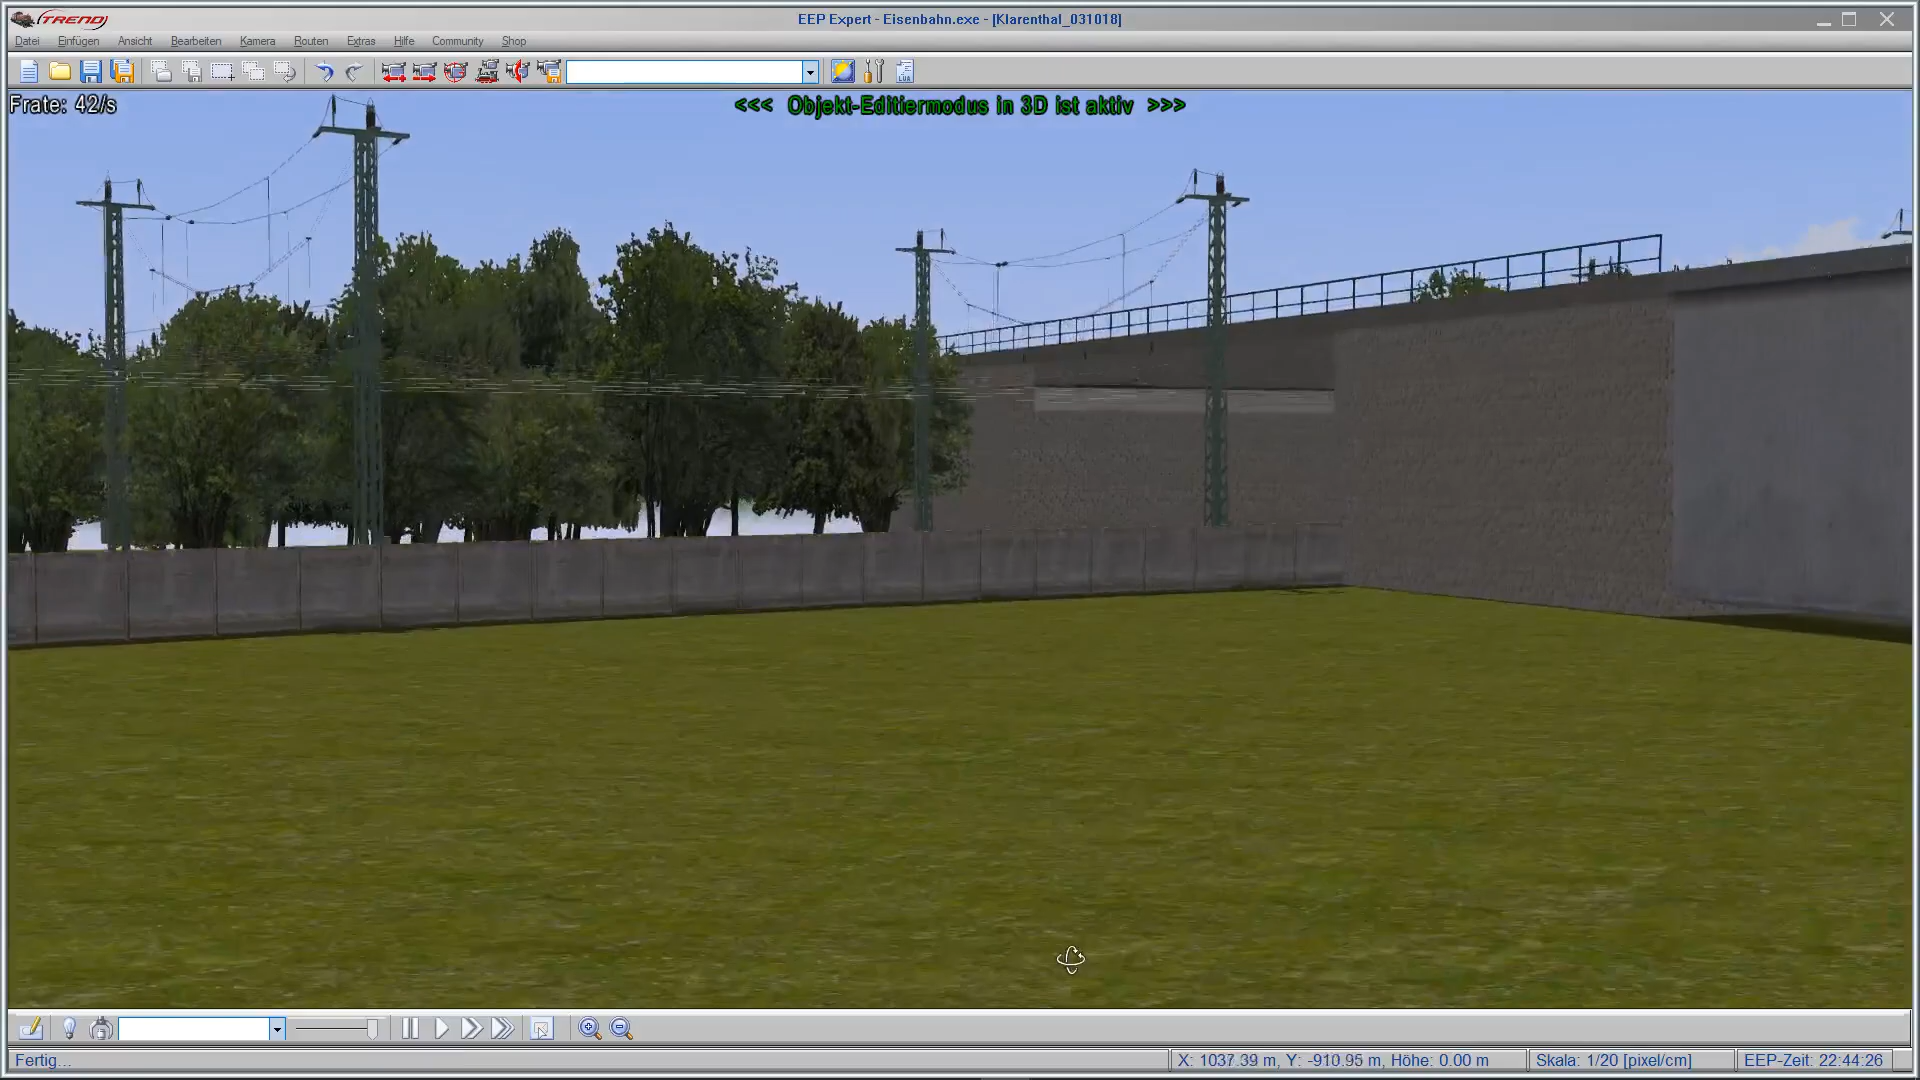 TREND
EEP Expert - Eisenbahn.exe - [Klarenthal_031018]
Datei Einfügen Ansicht Bearbeiten Kamera Routen Extras Hilfe Community Shop
LUA
Frate: 42/s
<<< Objekt-Editiermodus in 3D ist aktiv >>>
Fertig...
X: 1037.39 m, Y: -910.95 m, Höhe: 0.00 m
Skala: 1/20 [pixel/cm]
EEP-Zeit: 22:44:26